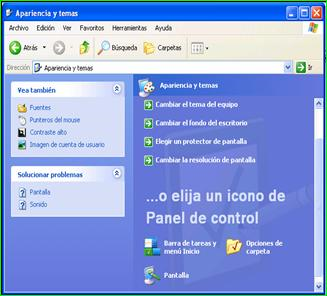 Apariencia y temas
Archivo Edición Ver Favoritos Herramientas Ayuda
Atrás Búsqueda Carpetas
Dirección Apariencia y temas Ir
Vea también
Fuentes
Punteros del mouse
Contraste alto
Imagen de cuenta de usuario
Solucionar problemas
Pantalla
Sonido
Apariencia y temas
Cambiar el tema del equipo
Cambiar el fondo del escritorio
Elegir un protector de pantalla
Cambiar la resolución de pantalla
...o elija un icono de
Panel de control
Barra de tareas y
menú Inicio
Opciones de
carpeta
Pantalla